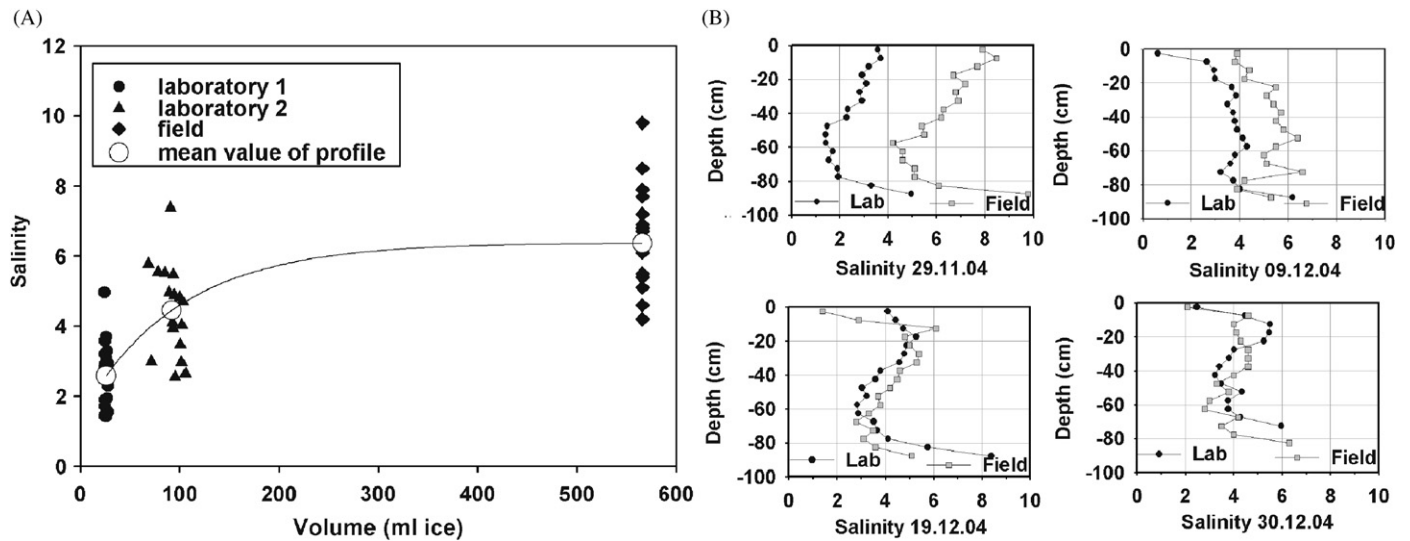 (A)
12
10
8
6
4
2
0
Salinity
laboratory 1
laboratory 2
field
mean value of profile
0 100 200 300 400 500 600
Volume (ml ice)
(B)
0
-20
-40
-60
-80
-100
Depth (cm)
Lab Field
0 2 4 6 8 10
Salinity 29.11.04
0
-20
-40
-60
-80
-100
Depth (cm)
Lab Field
0 2 4 6 8 10
Salinity 09.12.04
0
-20
-40
-60
-80
-100
Depth (cm)
Lab Field
0 2 4 6 8 10
Salinity 19.12.04
0
-20
-40
-60
-80
-100
Depth (cm)
Lab Field
0 2 4 6 8 10
Salinity 30.12.04